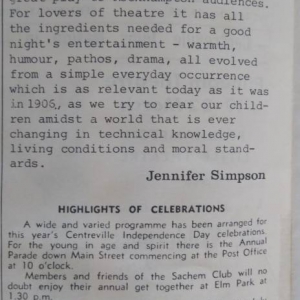 great play to Rockhampton audiences.
For lovers of theatre it has all
the ingredients needed for a good
night's entertainment - warmth,
humour, pathos, drama, all evolved
from a simple everyday occurrence
which is as relevant today as it was
in 1906, as we try to rear our chil-
dren amidst a world that is ever
changing in technical knowledge,
living conditions and moral stand-
ards.
Jennifer Simpson
HIGHLIGHTS OF CELEBRATIONS
A wide and varied programme has been arranged for
this year's Centreville Independence Day celebrations.
For the young in age and spirit there is the Annual
Parade down Main Street commencing at the Post Office
at 10 o'clock.
Members and friends of the Sachem Club will no
doubt enjoy their annual get together at Elm Park at
1.30 p.m.